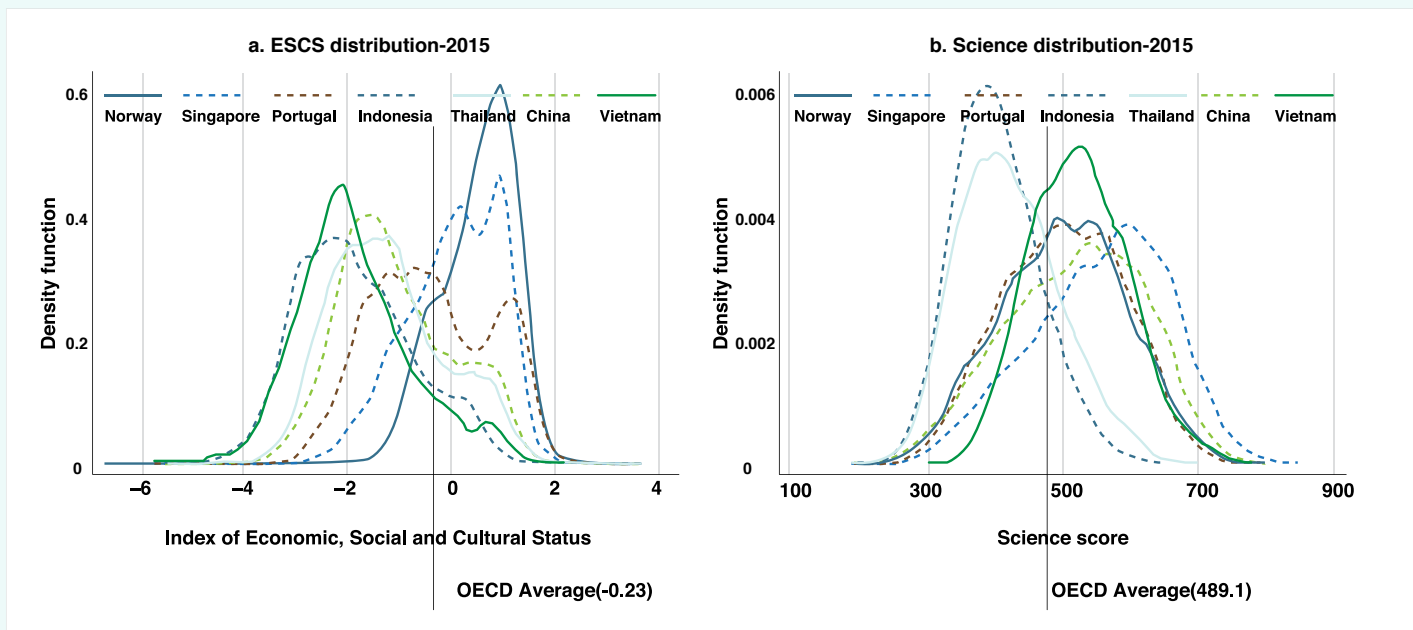 a. ESCS distribution-2015
0.6
Norway Singapore Portugal Indonesia Thailand China Vietnam
0.4
Density function
0.2
0
–6 –4 –2 0 2 4
Index of Economic, Social and Cultural Status
OECD Average(-0.23)
b. Science distribution-2015
0.006
Norway Singapore Portugal Indonesia Thailand China Vietnam
0.004
Density function
0.002
0
100 300 500 700 900
Science score
OECD Average(489.1)